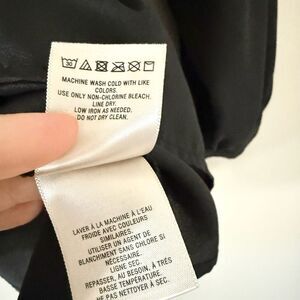 30
MACHINE WASH COLD WITH LIKE
COLORS.
USE ONLY NON-CHLORINE BLEACH.
LINE DRY.
LOW IRON AS NEEDED.
DO NOT DRY CLEAN.
LAVER À LA MACHINE À L'EAU
FROIDE AVEC COULEURS
SIMILAIRES.
UTILISER UN AGENT DE
BLANCHIMENT SANS CHLORE SI
NÉCESSAIRE.
LIGNE SEC.
REPASSER, AU BESOIN, À TRÈS
BASSE TEMPÉRATURE.
NE PAS NETTOYER À SEC.